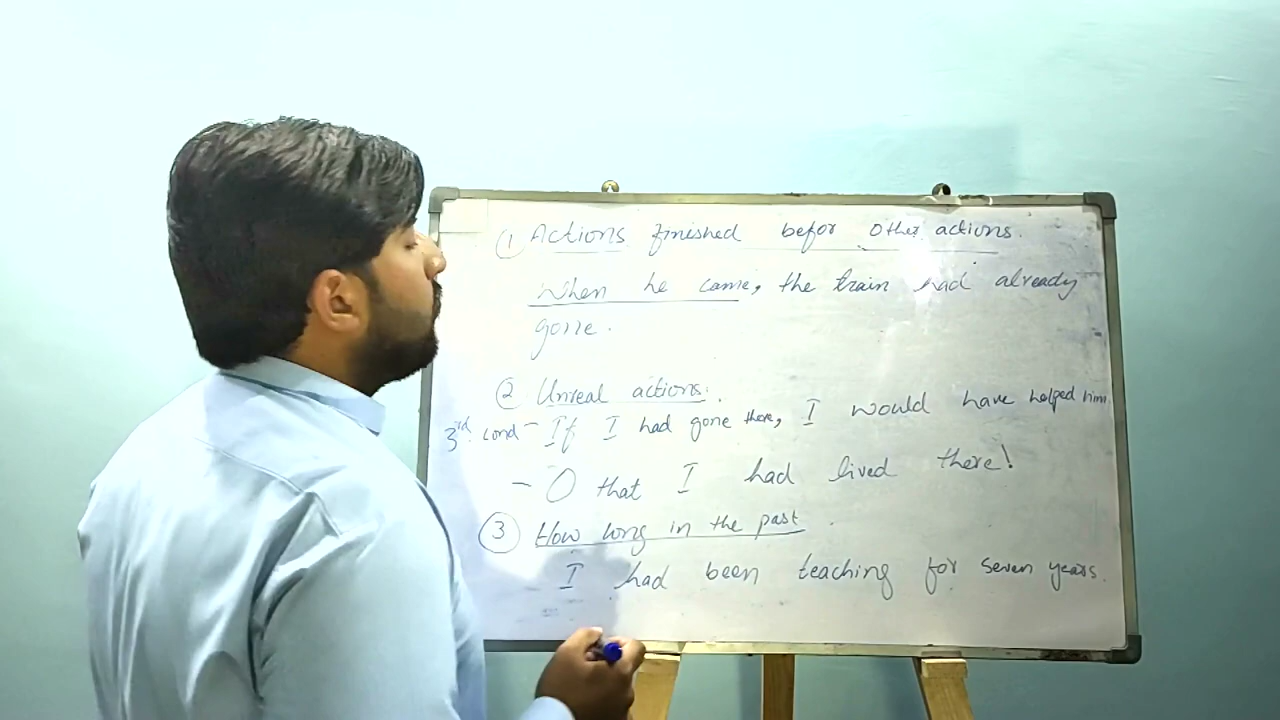 ① Actions finished befor other actions.
When he came, the train had already
gone.
② Unreal actions.
3rd cond - If I had gone there, I would have helped him.
- O that I had lived there!
③ How long in the past.
I had been teaching for seven years.